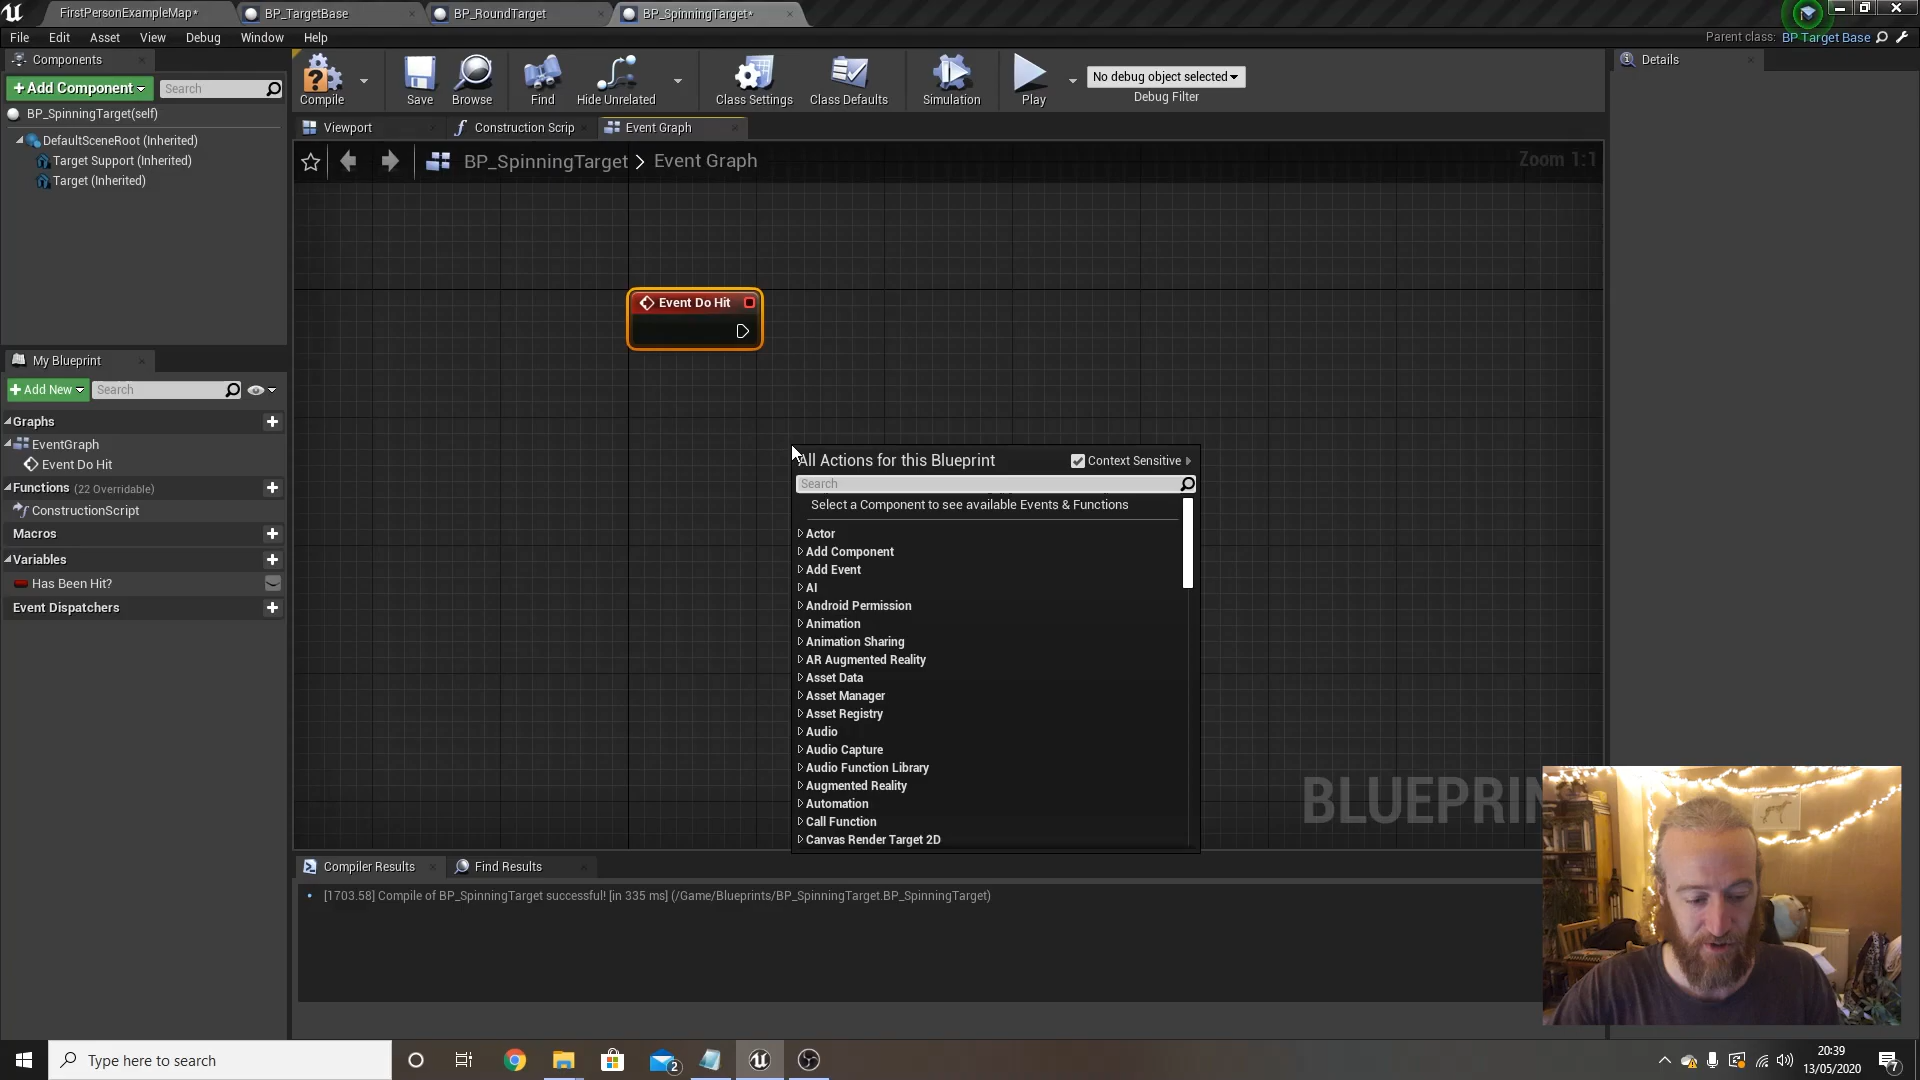 FirstPersonExampleMap*
BP_TargetBase
BP_RoundTarget
BP_SpinningTarget*
File Edit Asset View Debug Window Help
Parent class: BP Target Base
Components
+Add Component
Search
BP_SpinningTarget(self)
DefaultSceneRoot (Inherited)
Target Support (Inherited)
Target (Inherited)
Compile
Save
Browse
Find
Hide Unrelated
Class Settings
Class Defaults
Simulation
Play
No debug object selected
Debug Filter
Details
Viewport
Construction Scrip
Event Graph
BP_SpinningTarget > Event Graph
Zoom 1:1
Event Do Hit
My Blueprint
+Add New
Search
Graphs
EventGraph
Event Do Hit
Functions (22 Overridable)
ConstructionScript
Macros
Variables
Has Been Hit?
Event Dispatchers
All Actions for this Blueprint
Context Sensitive
Search
Select a Component to see available Events & Functions
Actor
Add Component
Add Event
AI
Android Permission
Animation
Animation Sharing
AR Augmented Reality
Asset Data
Asset Manager
Asset Registry
Audio
Audio Capture
Audio Function Library
Augmented Reality
Automation
Call Function
Canvas Render Target 2D
BLUEPRIN
Compiler Results
Find Results
[1703.58] Compile of BP_SpinningTarget successful! [in 335 ms] (/Game/Blueprints/BP_SpinningTarget.BP_SpinningTarget)
Type here to search
2
20:39
13/05/2020
7